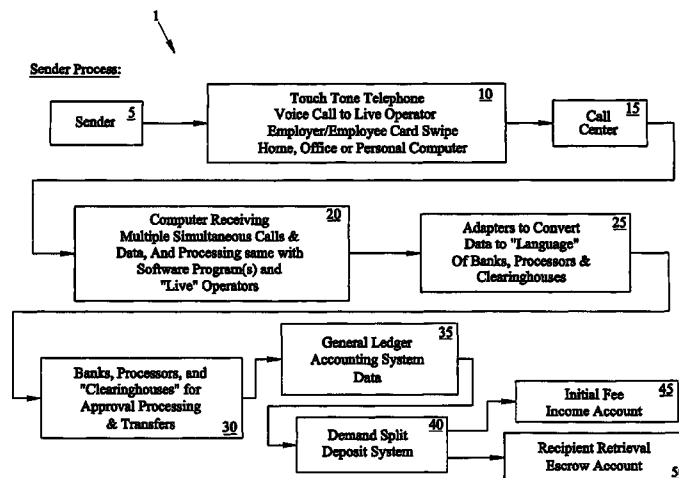 1
Sender Process:
Sender 5
10
Touch Tone Telephone
Voice Call to Live Operator
Employer/Employee Card Swipe
Home, Office or Personal Computer
15
Call
Center
20
Computer Receiving
Multiple Simultaneous Calls &
Data, And Processing same with
Software Program(s) and
"Live" Operators
25
Adapters to Convert
Data to "Language"
Of Banks, Processors &
Clearinghouses
Banks, Processors, and
"Clearinghouses" for
Approval Processing
& Transfers
30
35
General Ledger
Accounting System
Data
40
Demand Split
Deposit System
45
Initial Fee
Income Account
Recipient Retrieval
Escrow Account